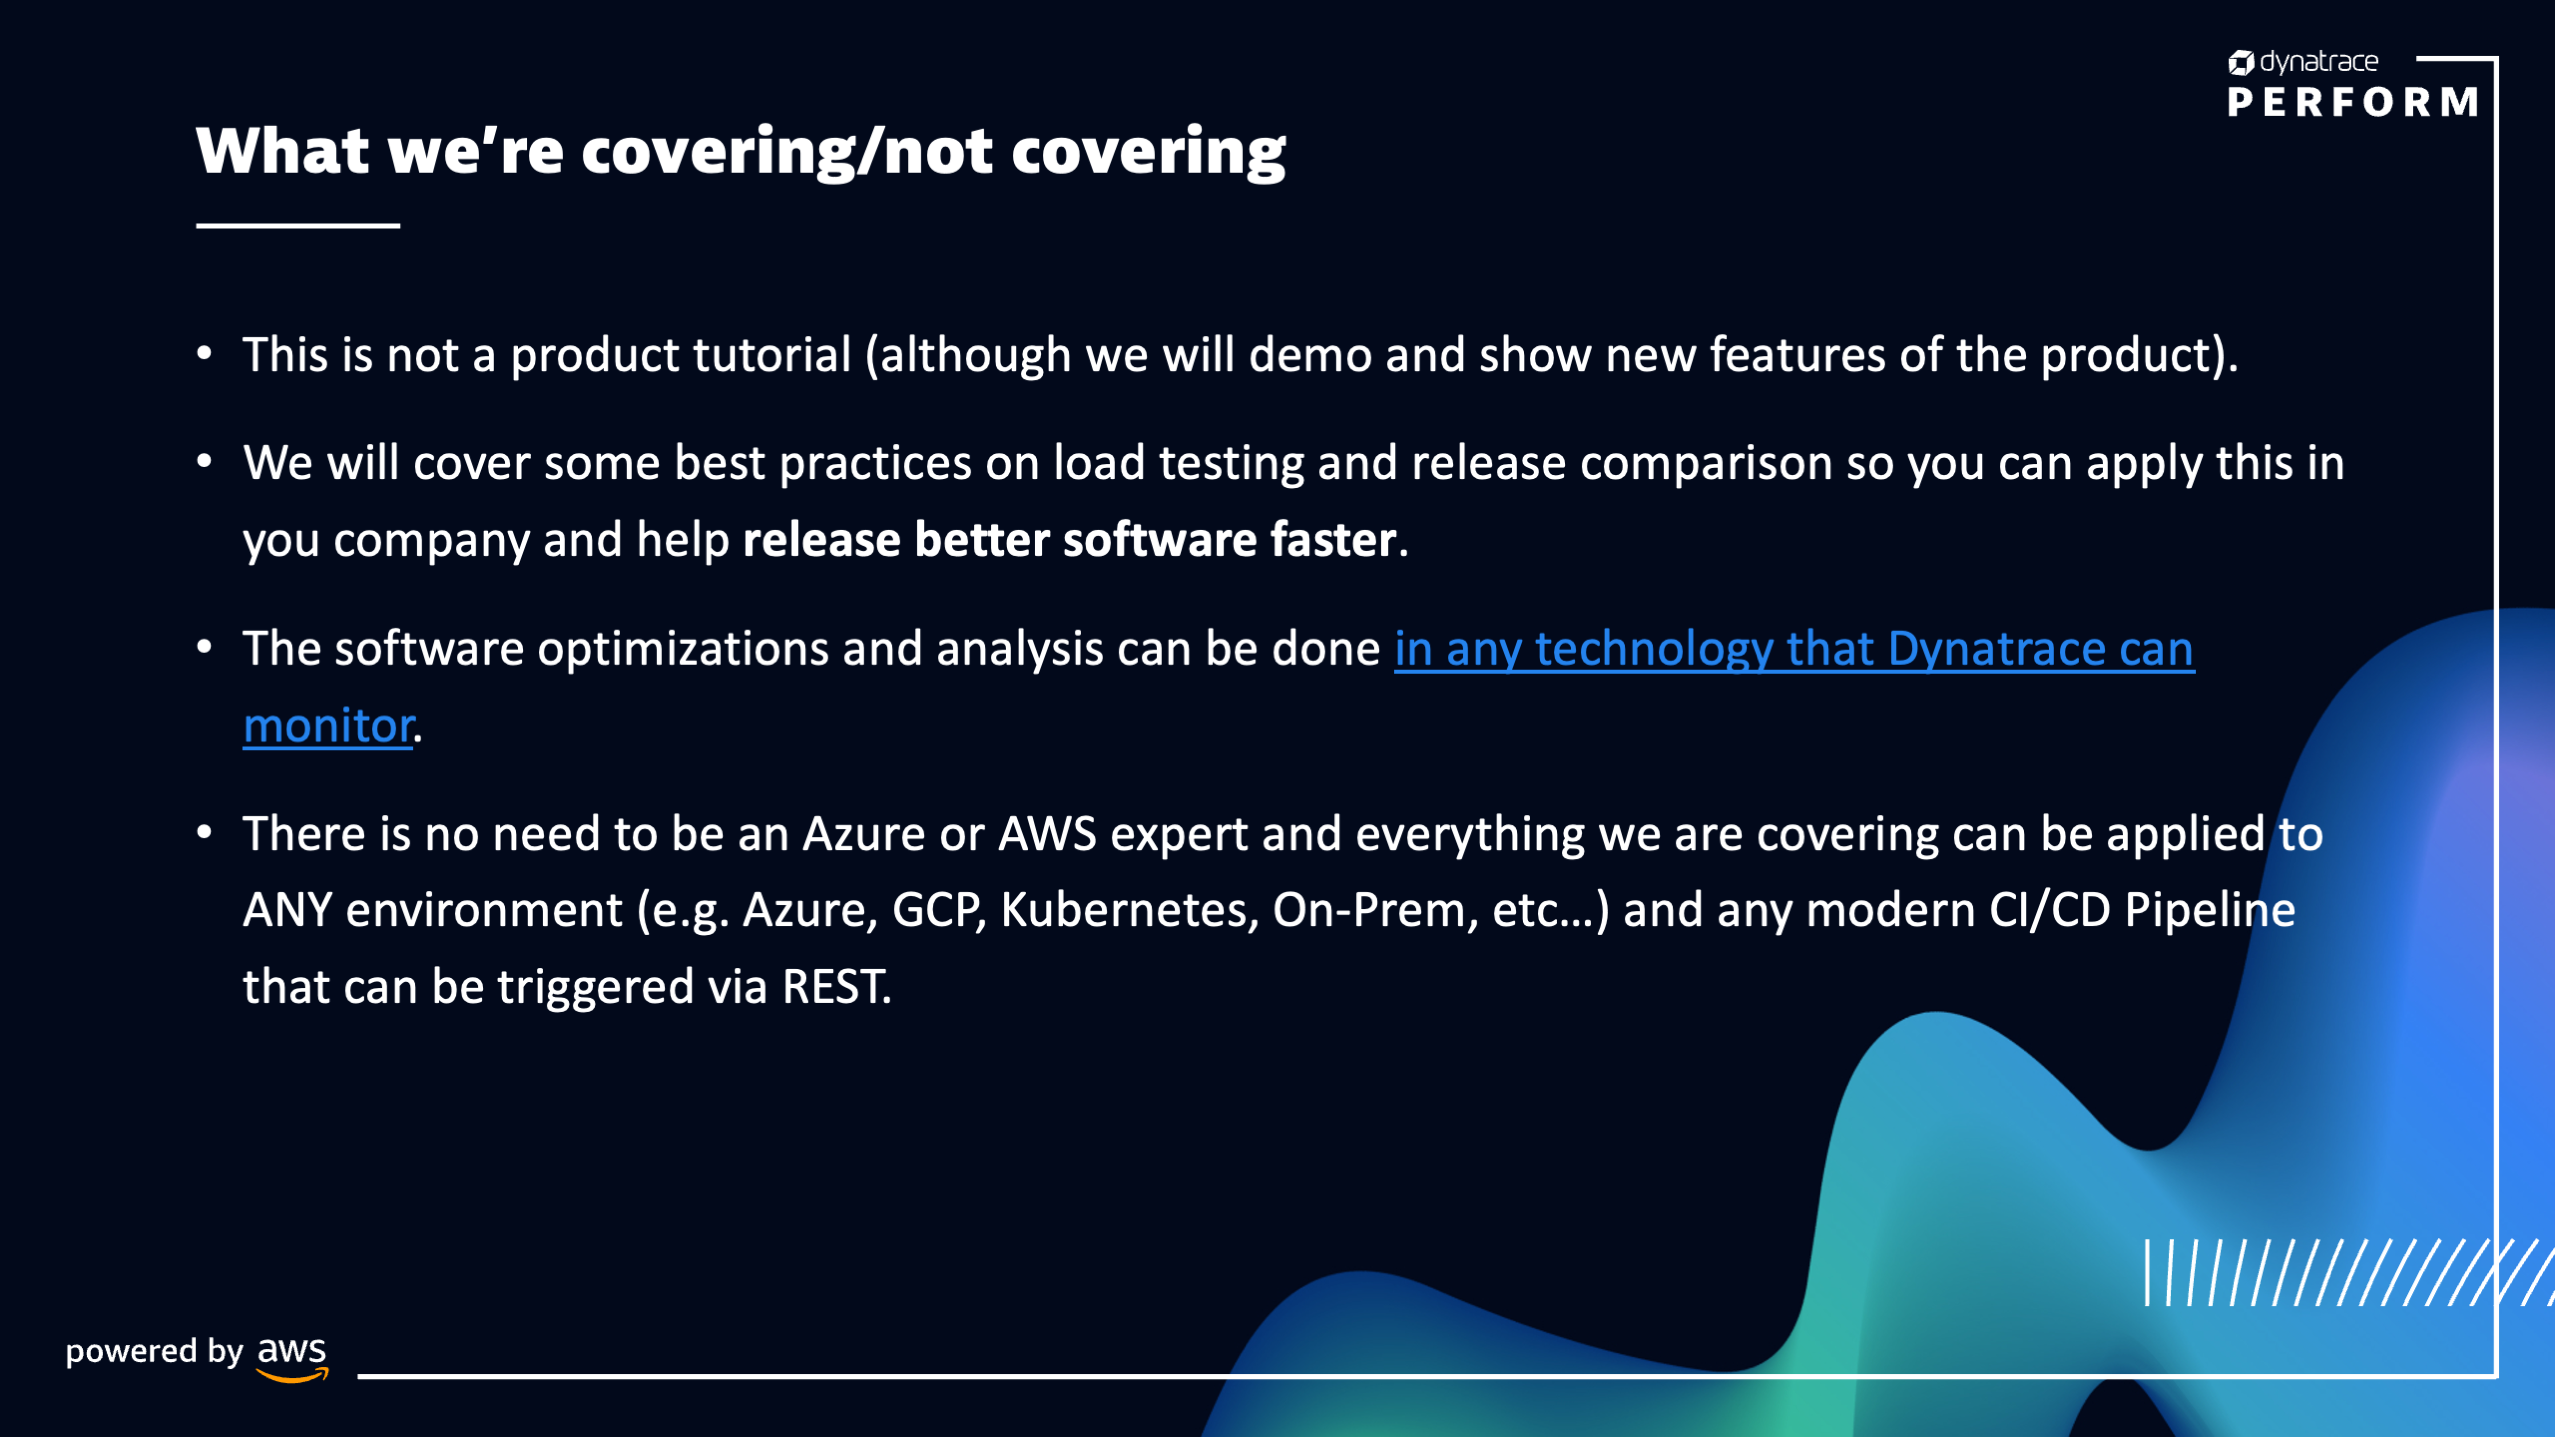 dynatrace
PERFORM
What we’re covering/not covering
• This is not a product tutorial (although we will demo and show new features of the product).
• We will cover some best practices on load testing and release comparison so you can apply this in
you company and help release better software faster.
• The software optimizations and analysis can be done in any technology that Dynatrace can
monitor.
• There is no need to be an Azure or AWS expert and everything we are covering can be applied to
ANY environment (e.g. Azure, GCP, Kubernetes, On-Prem, etc…) and any modern CI/CD Pipeline
that can be triggered via REST.
powered by aws